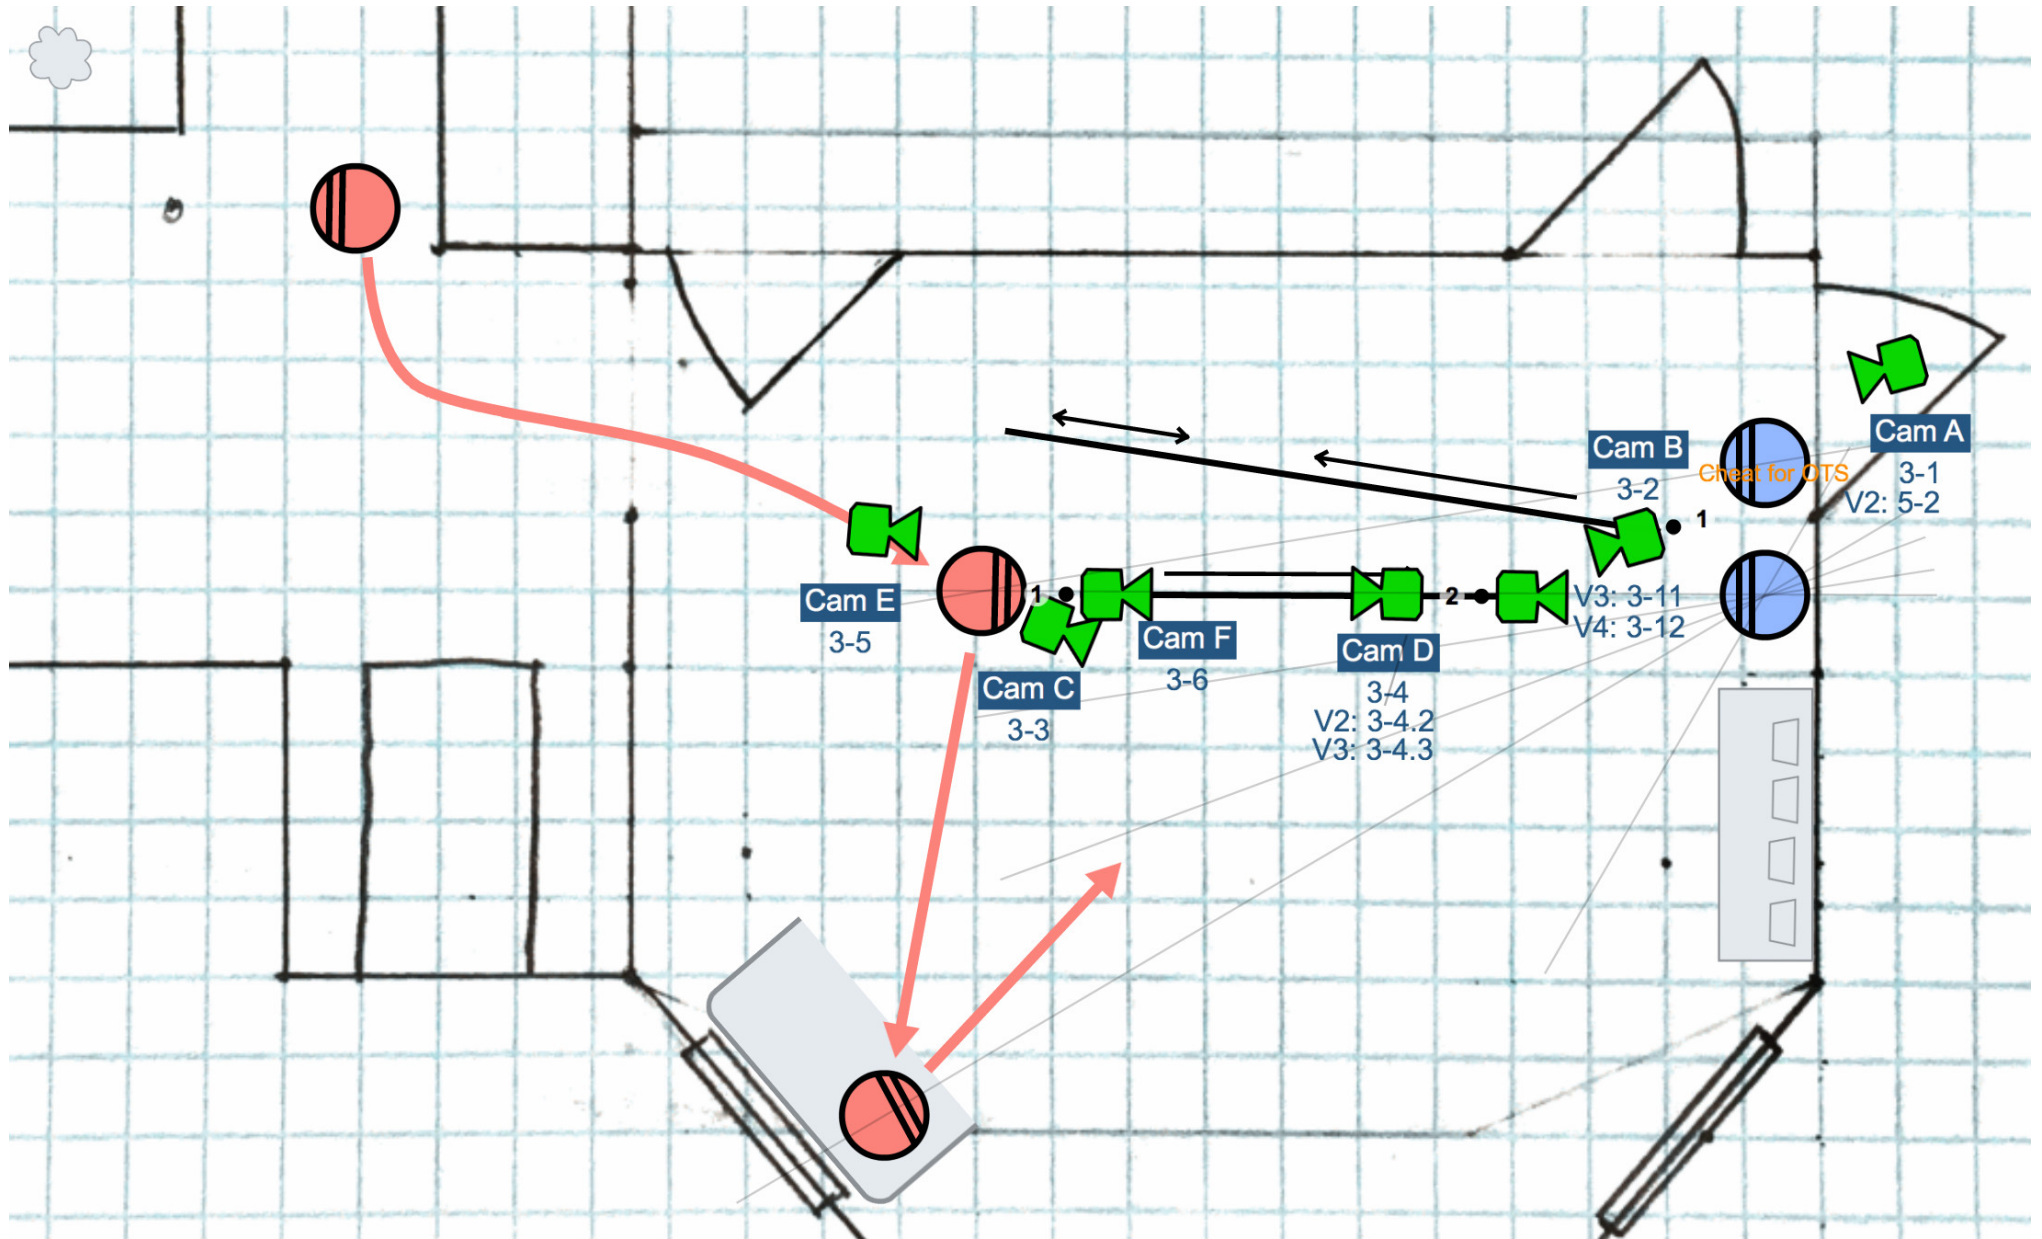 Cam A
3-1
V2: 5-2
Cam B
3-2
Cheat for OTS
1
Cam E
3-5
1
Cam F
3-6
2
V3: 3-11
V4: 3-12
Cam D
3-4
V2: 3-4.2
V3: 3-4.3
Cam C
3-3